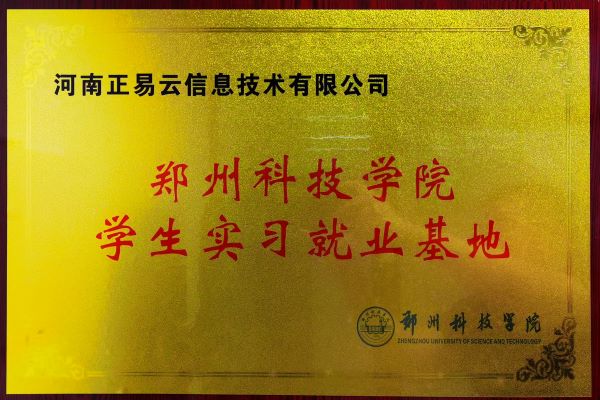 河南正易云信息技术有限公司
郑州科技学院
学生实习就业基地
郑州科技学院
ZHENGZHOU UNIVERSITY OF SCIENCE AND TECHNOLOGY